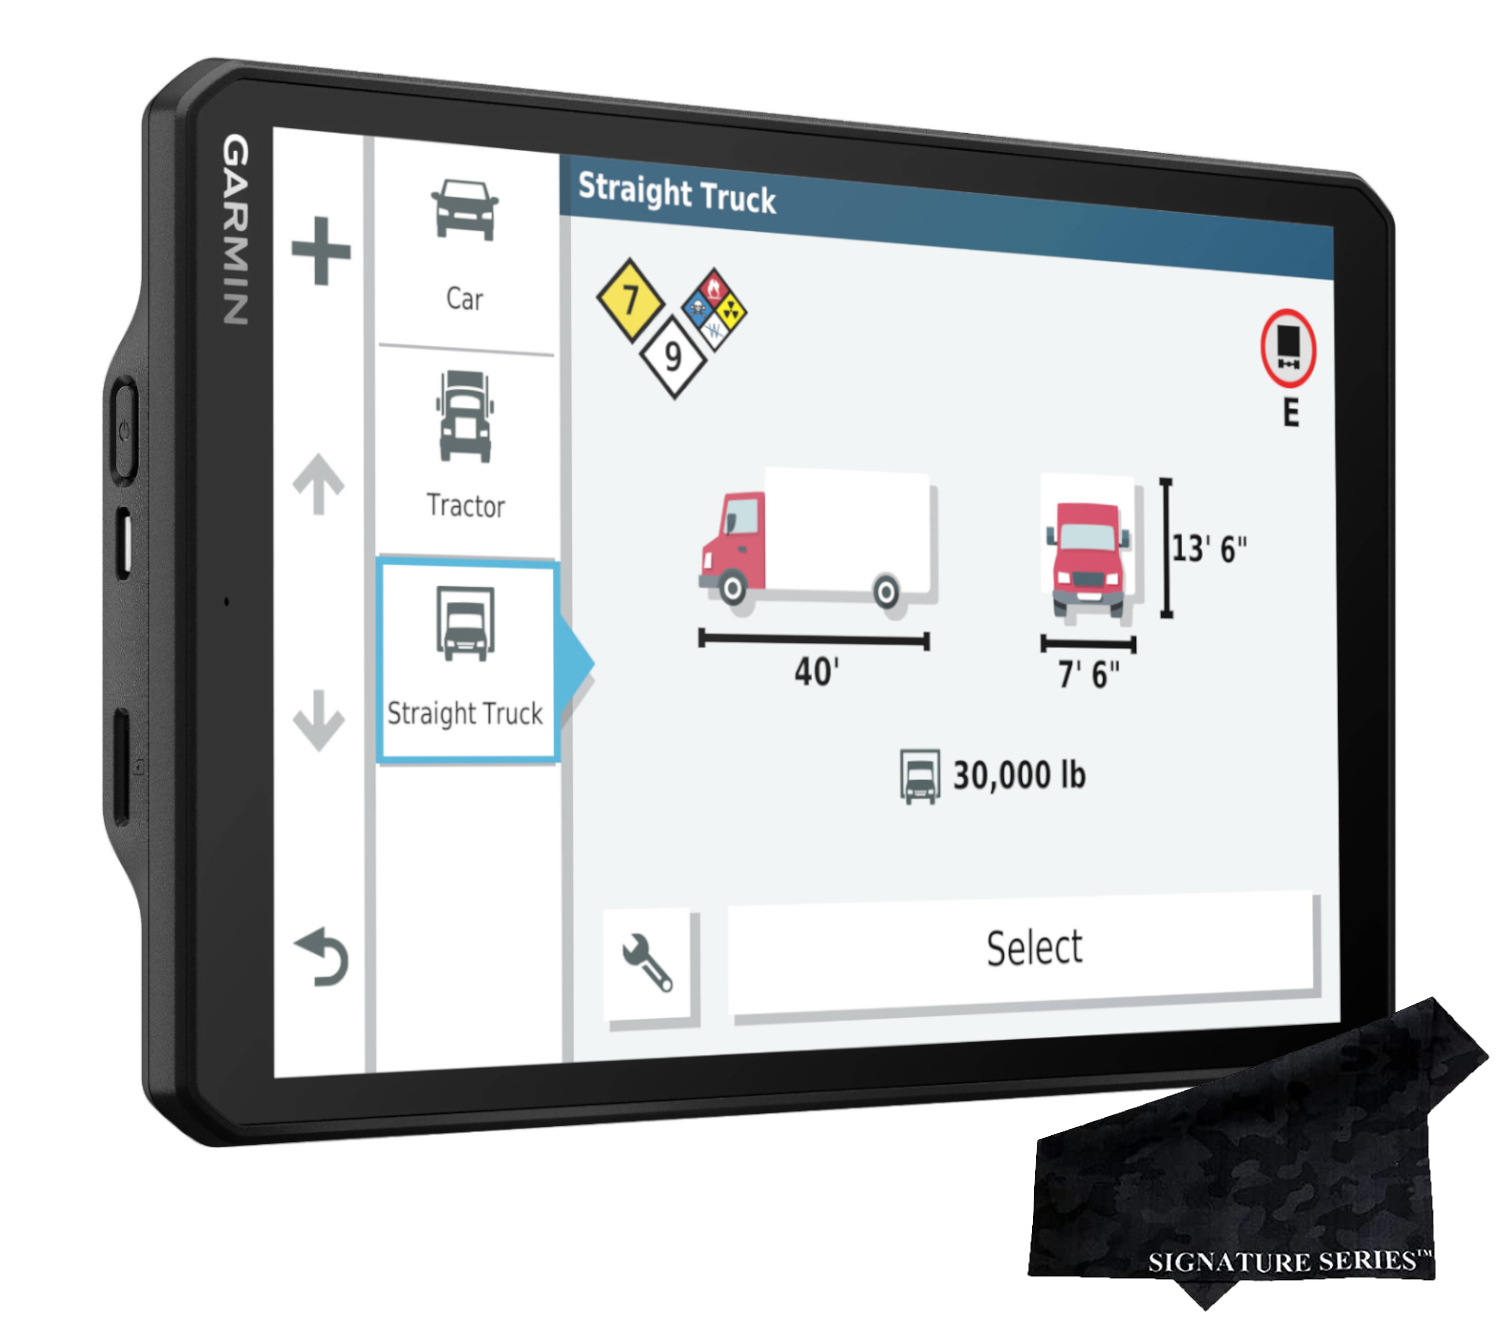 GARMIN
Car
Tractor
Straight Truck
Straight Truck
7
9
W
E
13' 6"
40'
7' 6"
30,000 lb
Select
SIGNATURE SERIES™